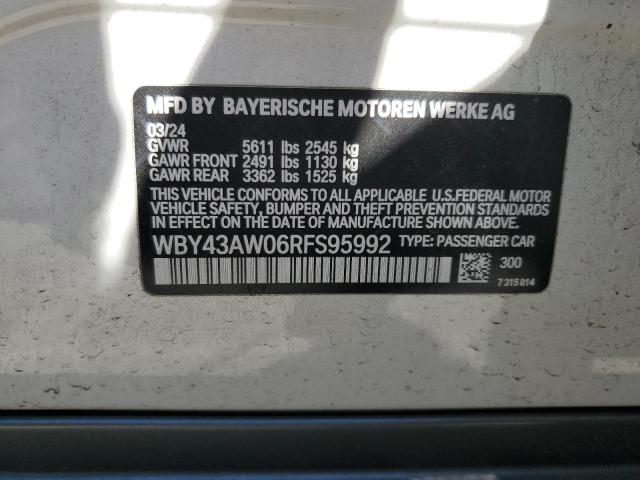 MFD BY BAYERISCHE MOTOREN WERKE AG
03/24
GVWR 5611 lbs 2545 kg
GAWR FRONT 2491 lbs 1130 kg
GAWR REAR 3362 lbs 1525 kg
THIS VEHICLE CONFORMS TO ALL APPLICABLE U.S.FEDERAL MOTOR
VEHICLE SAFETY, BUMPER AND THEFT PREVENTION STANDARDS
IN EFFECT ON THE DATE OF MANUFACTURE SHOWN ABOVE.
WBY43AW06RFS95992 TYPE: PASSENGER CAR
300
7315814